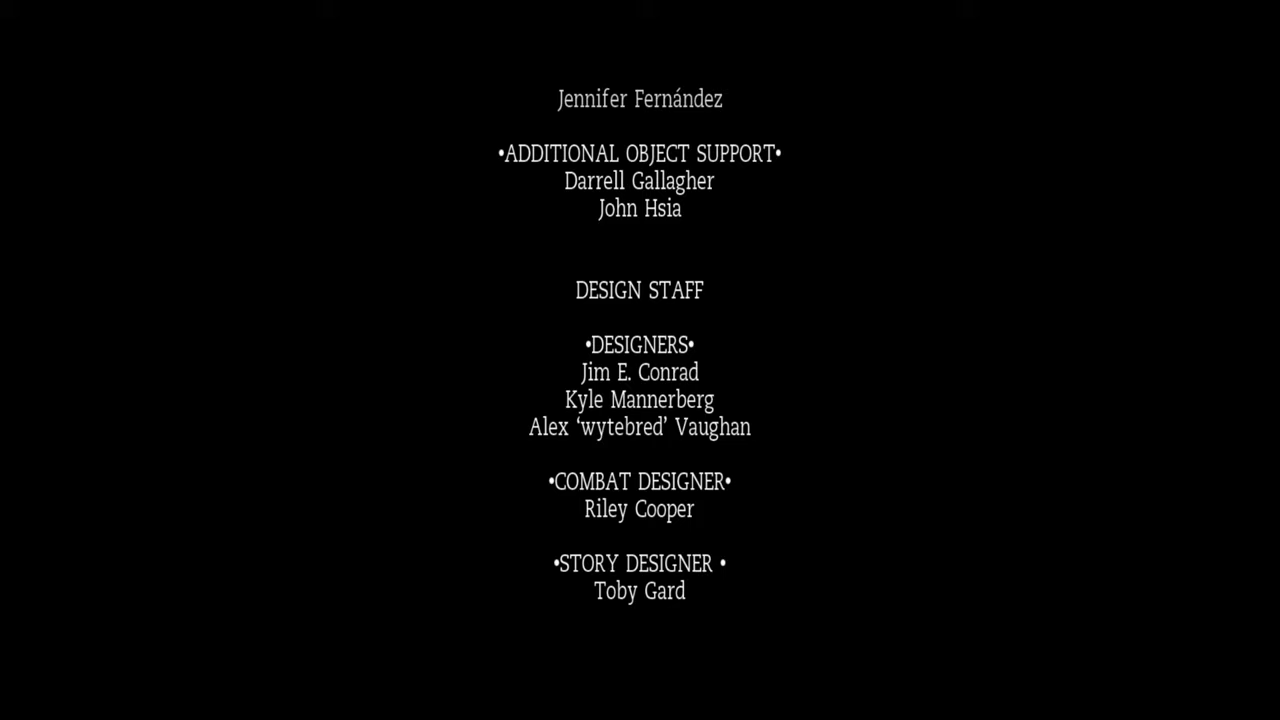 Jennifer Fernández
•ADDITIONAL OBJECT SUPPORT•
Darrell Gallagher
John Hsia
DESIGN STAFF
•DESIGNERS•
Jim E. Conrad
Kyle Mannerberg
Alex ‘wytebred’ Vaughan
•COMBAT DESIGNER•
Riley Cooper
•STORY DESIGNER •
Toby Gard